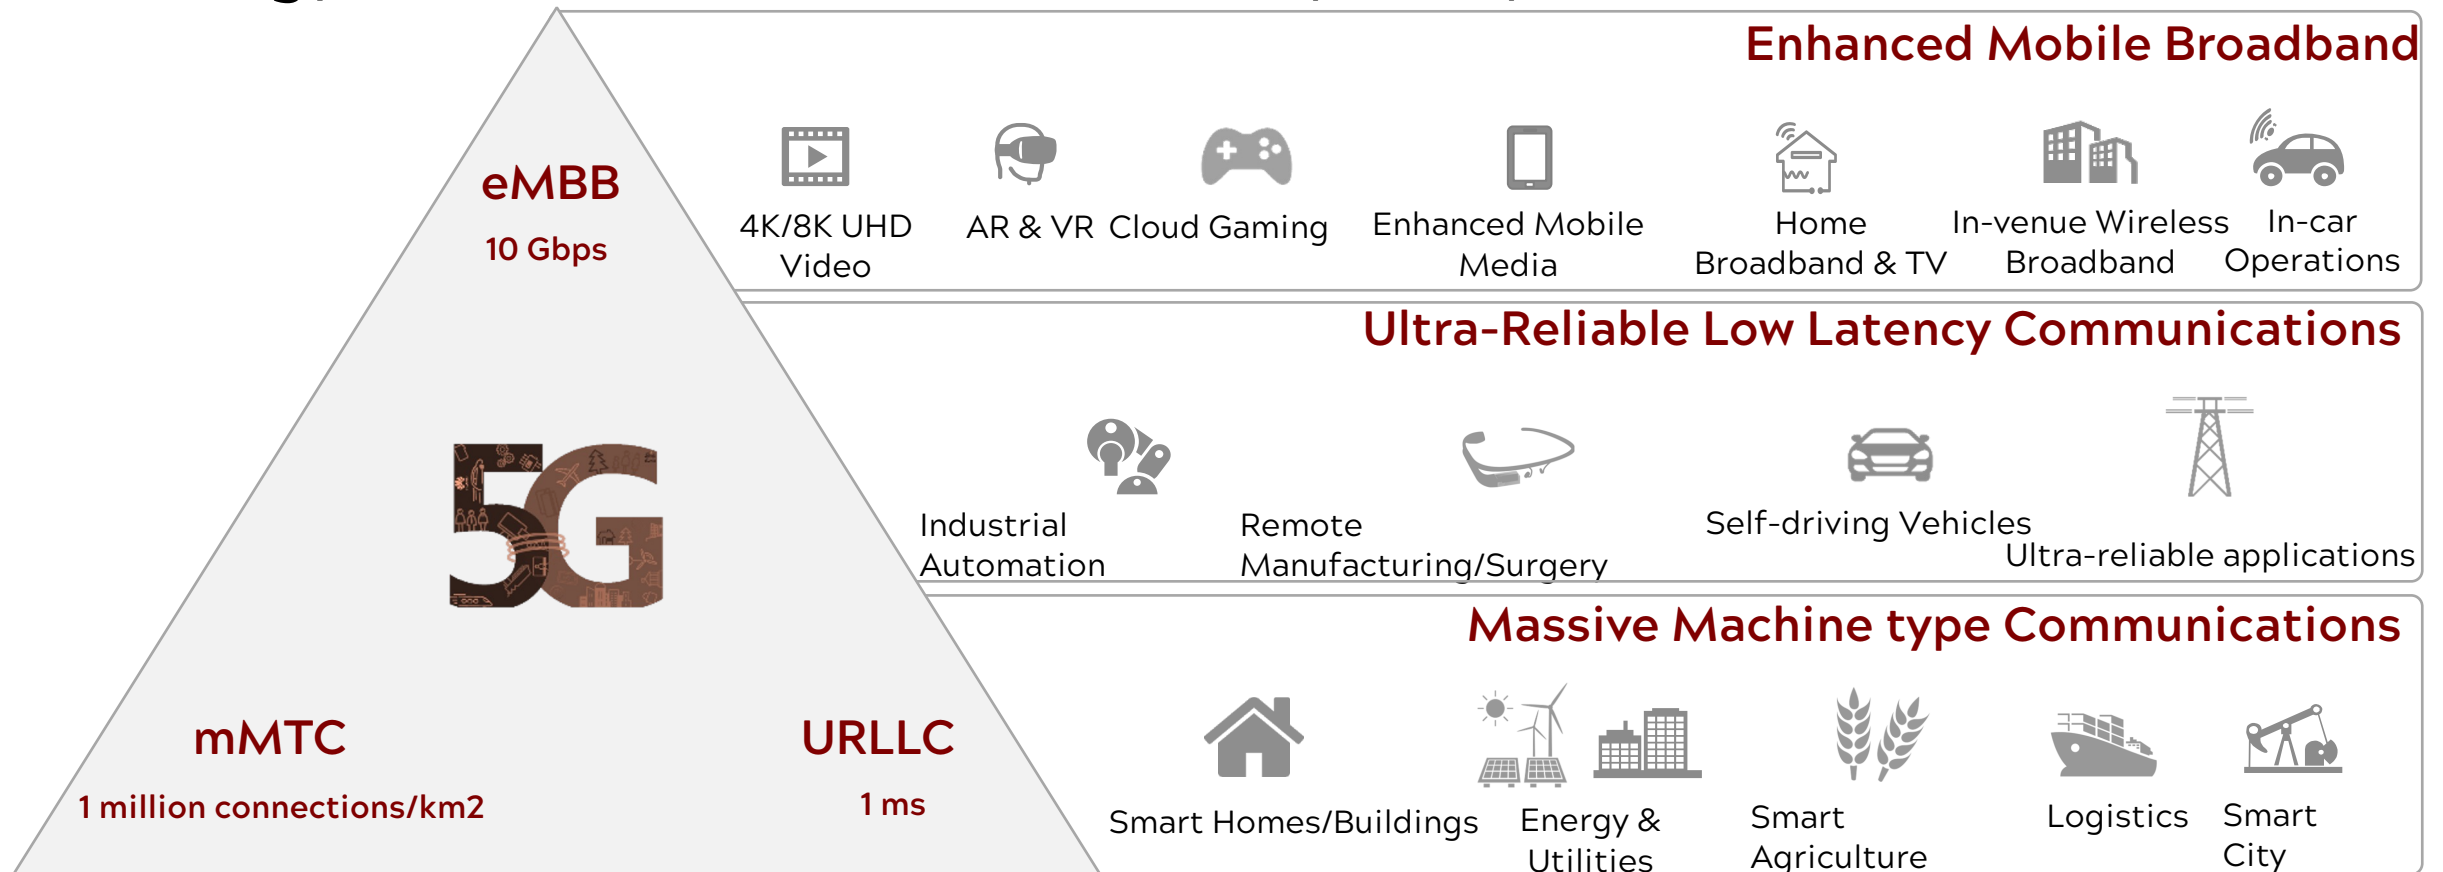 Enhanced Mobile Broadband
eMBB
10 Gbps
4K/8K UHD
Video
AR & VR
Cloud Gaming
Enhanced Mobile
Media
Home
Broadband & TV
In-venue Wireless
Broadband
In-car
Operations
Ultra-Reliable Low Latency Communications
5G
Industrial
Automation
Remote
Manufacturing/Surgery
Self-driving Vehicles
Ultra-reliable applications
Massive Machine type Communications
mMTC
1 million connections/km2
URLLC
1 ms
Smart Homes/Buildings
Energy &
Utilities
Smart
Agriculture
Logistics
Smart
City